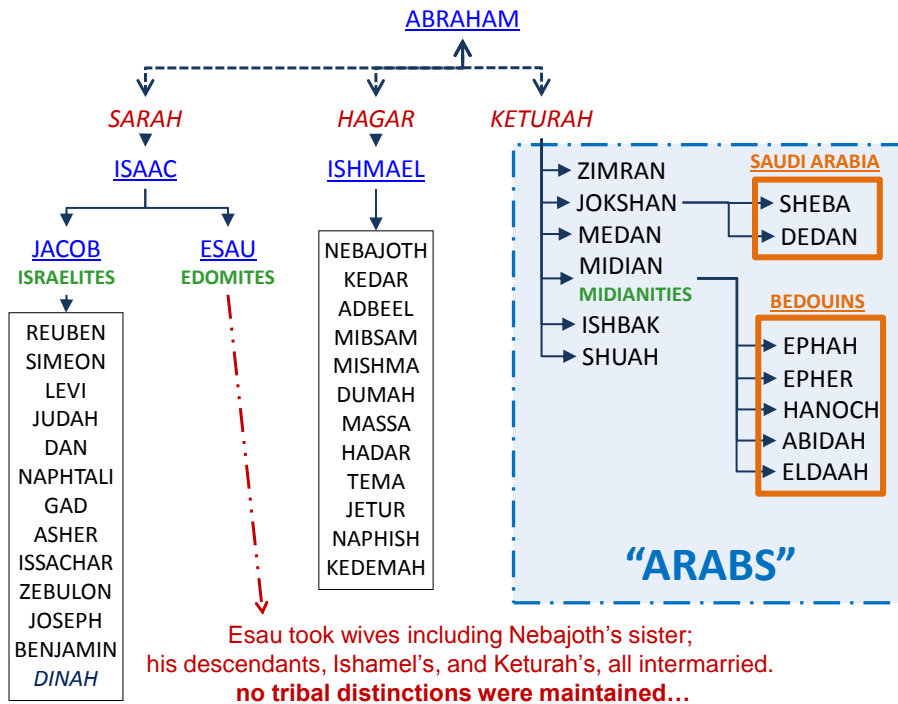 ABRAHAM
SARAH
HAGAR
KETURAH
ISAAC
ISHMAEL
JACOB
ISRAELITES
ESAU
EDOMITES
REUBEN
SIMEON
LEVI
JUDAH
DAN
NAPHTALI
GAD
ASHER
ISSACHAR
ZEBULON
JOSEPH
BENJAMIN
DINAH
NEBAJOTH
KEDAR
ADBEEL
MIBSAM
MISHMA
DUMAH
MASSA
HADAR
TEMA
JETUR
NAPHISH
KEDEMAH
ZIMRAN
JOKSHAN
MEDAN
MIDIAN
MIDIANITIES
ISHBAK
SHUAH
SAUDI ARABIA
SHEBA
DEDAN
BEDOUINS
EPHAH
EPHER
HANOCH
ABIDAH
ELDAAH
“ARABS”
Esau took wives including Nebajoth’s sister;
his descendants, Ishamel’s, and Keturah’s, all intermarried.
no tribal distinctions were maintained…